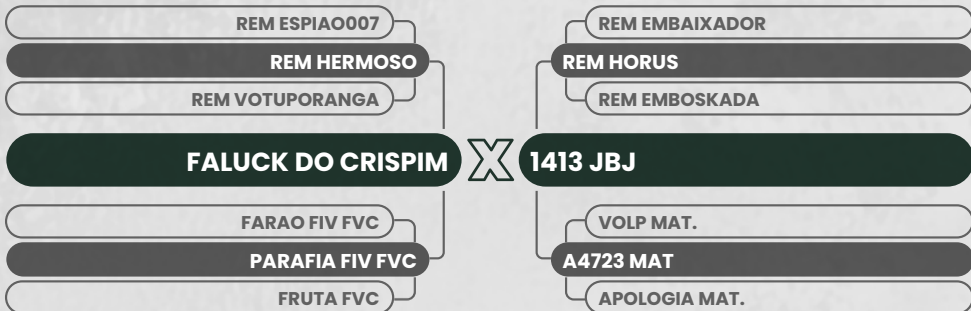 REM ESPIAO007
REM HERMOSO
REM VOTUPORANGA
FALUCK DO CRISPIM
FARAO FIV FVC
PARAFIA FIV FVC
FRUTA FVC
X
REM EMBAIXADOR
REM HORUS
REM EMBOSKADA
1413 JBJ
VOLP MAT.
A4723 MAT
APOLOGIA MAT.